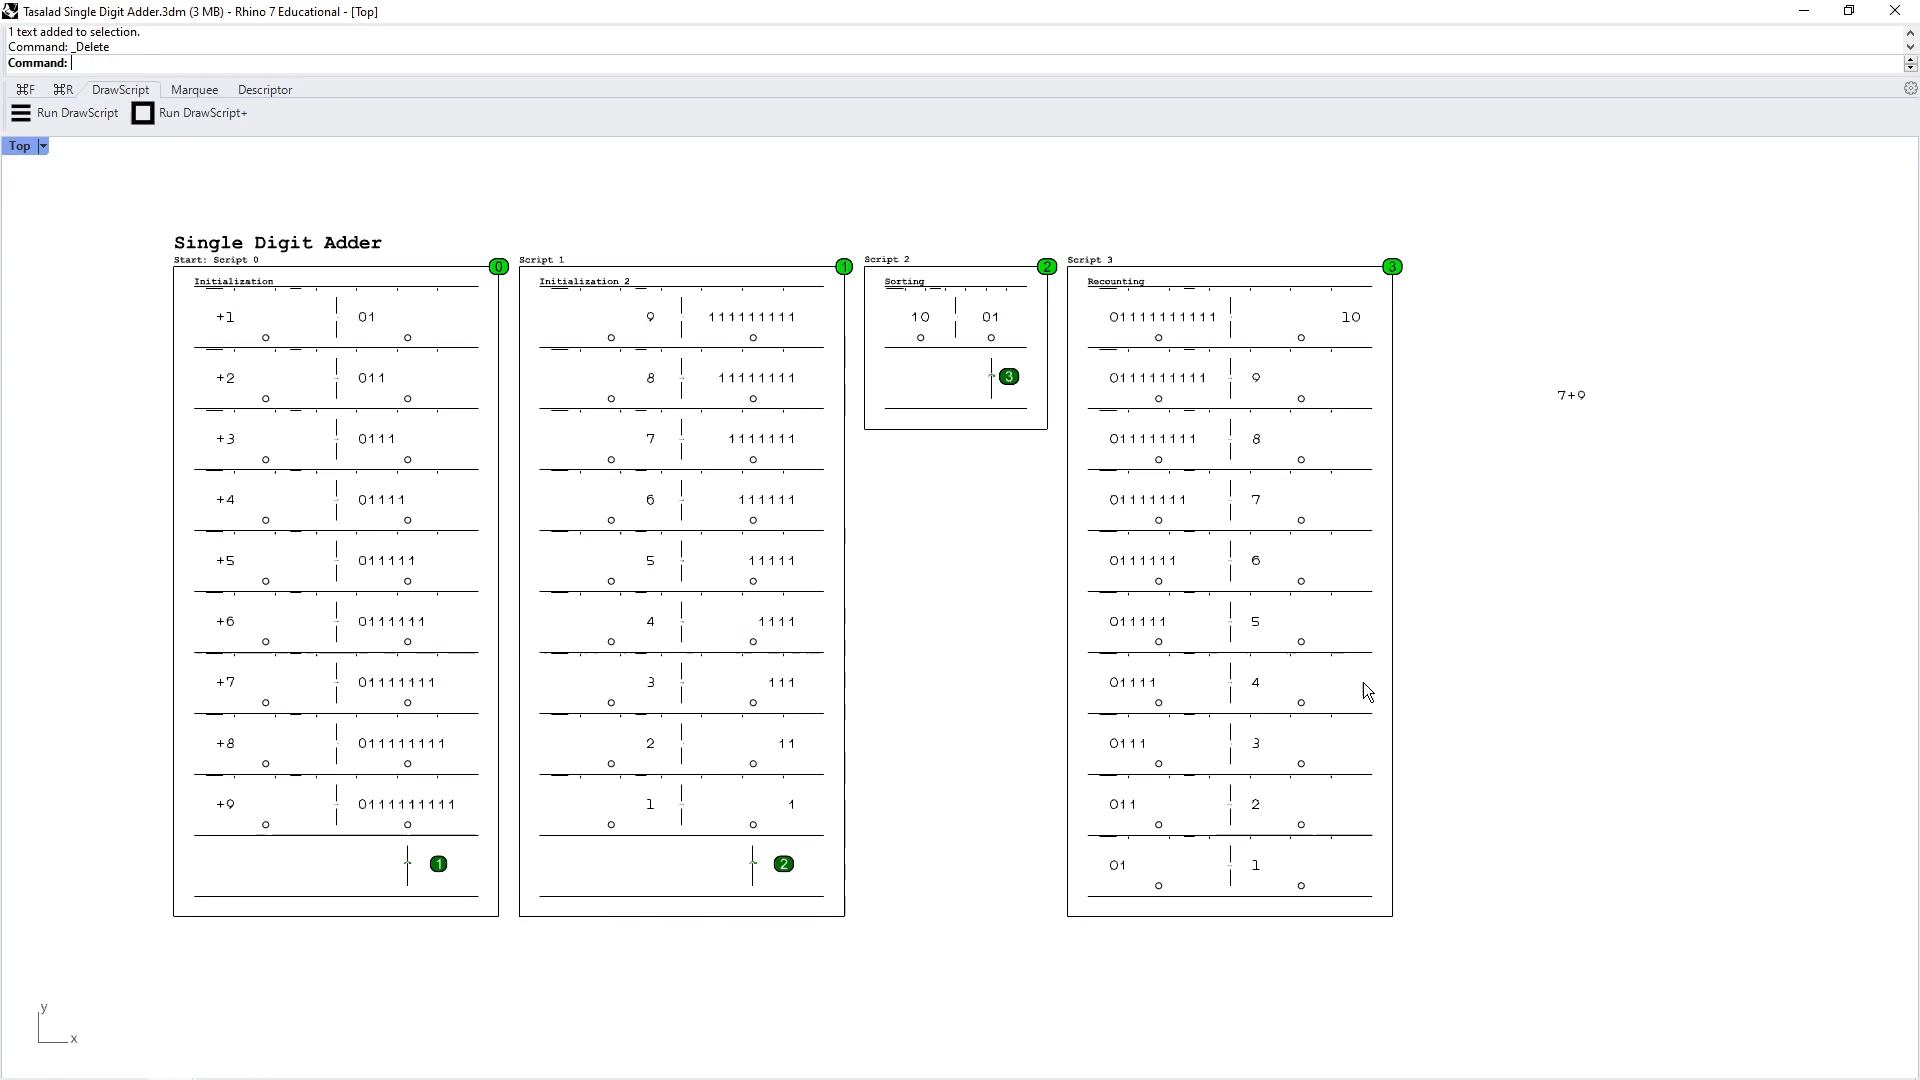 Tasalad Single Digit Adder.3dm (3 MB) - Rhino 7 Educational - [Top]
1 text added to selection.
Command: _Delete
Command:
⌘F ⌘R DrawScript Marquee Descriptor
Run DrawScript Run DrawScript+
Top
Single Digit Adder
Start: Script 0
0
Initialization
+1 01
+2 011
+3 0111
+4 01111
+5 011111
+6 0111111
+7 01111111
+8 011111111
+9 0111111111
1
Script 1
1
Initialization 2
9 111111111
8 11111111
7 1111111
6 111111
5 11111
4 1111
3 111
2 11
1 1
2
Script 2
2
Sorting
10 01
3
Script 3
3
Recounting
01111111111 10
0111111111 9
011111111 8
01111111 7
0111111 6
011111 5
01111 4
0111 3
011 2
01 1
7+9
y
x